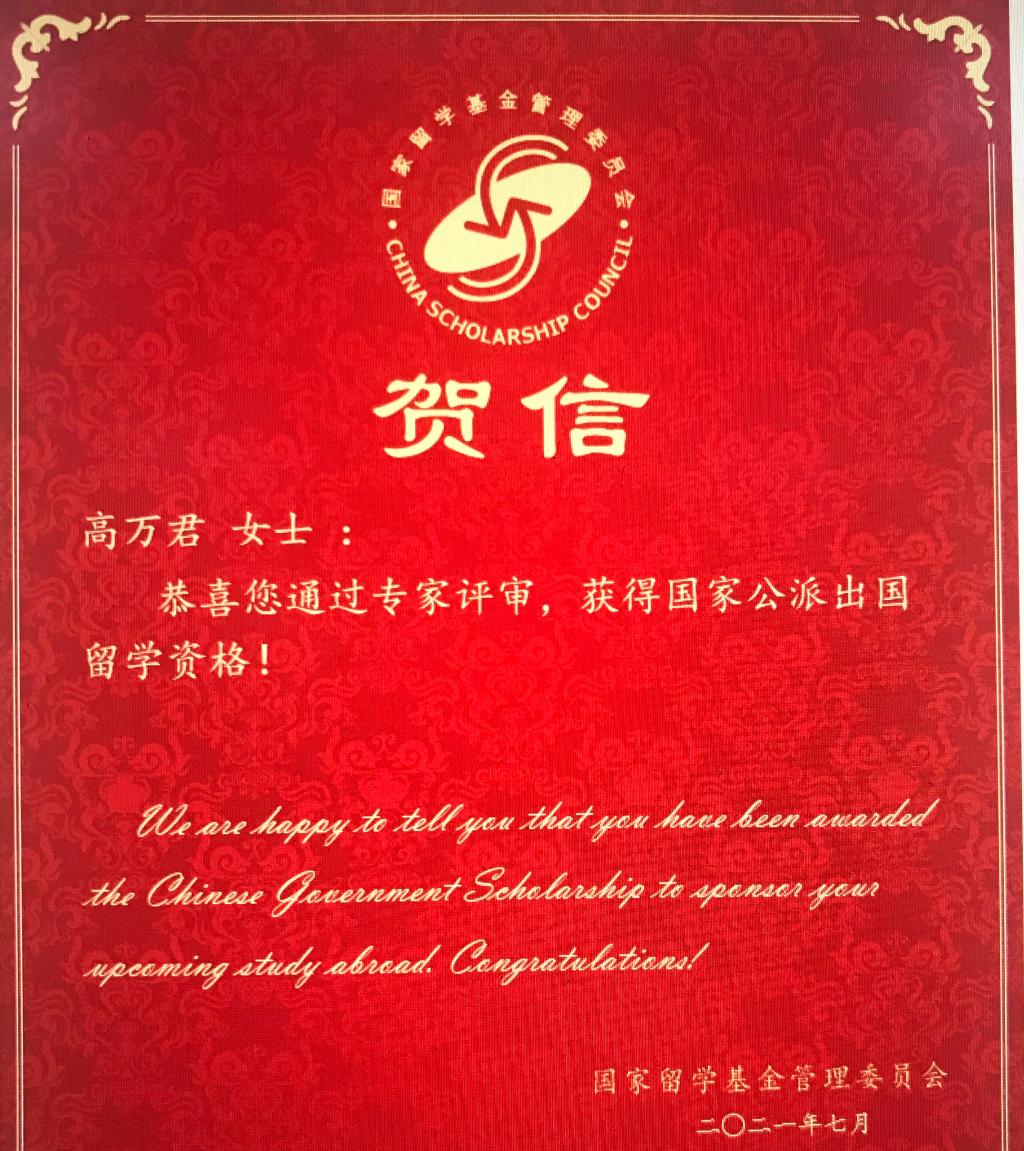 国家留学基金管理委员会
CHINA SCHOLARSHIP COUNCIL
贺信
高万君 女士 :
恭喜您通过专家评审，获得国家公派出国
留学资格！
We are happy to tell you that you have been awarded
the Chinese Government Scholarship to sponsor your
upcoming study abroad. Congratulations!
国家留学基金管理委员会
二〇二一年七月